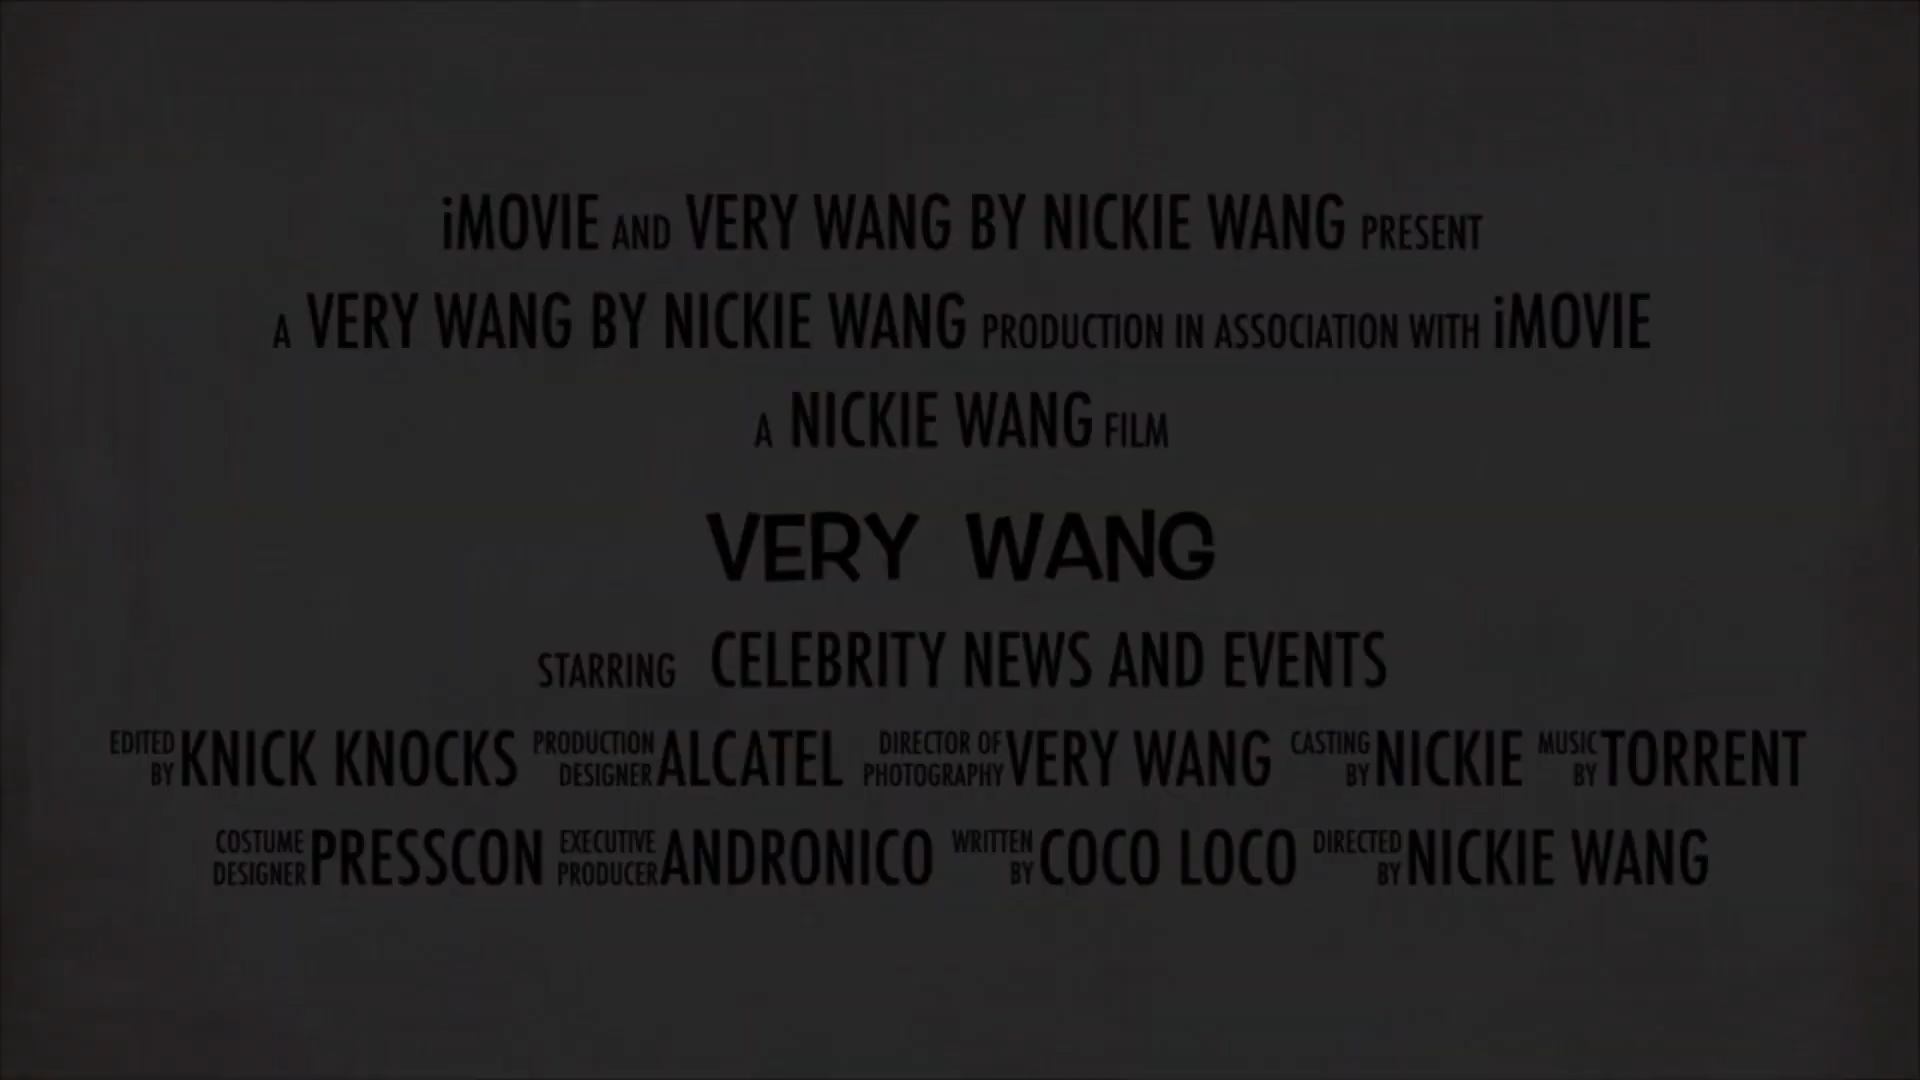 iMOVIE AND VERY WANG BY NICKIE WANG PRESENT
A VERY WANG BY NICKIE WANG PRODUCTION IN ASSOCIATION WITH iMOVIE
A NICKIE WANG FILM
VERY WANG
STARRING CELEBRITY NEWS AND EVENTS
EDITED BY KNICK KNOCKS PRODUCTION DESIGNER ALCATEL DIRECTOR OF PHOTOGRAPHY VERY WANG CASTING BY NICKIE MUSIC BY TORRENT
COSTUME DESIGNER PRESSCON EXECUTIVE PRODUCER ANDRONICO WRITTEN BY COCO LOCO DIRECTED BY NICKIE WANG